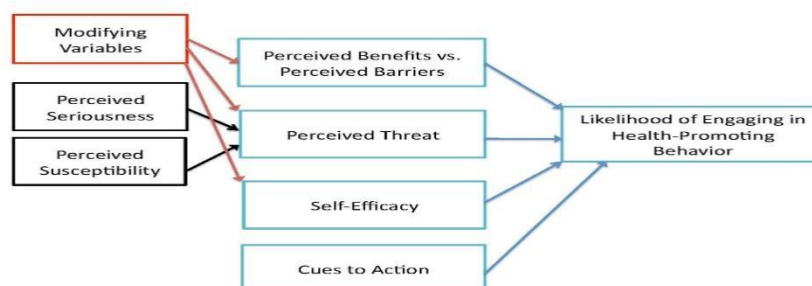 Modifying
Variables
Perceived
Seriousness
Perceived
Susceptibility
Perceived Benefits vs.
Perceived Barriers
Perceived Threat
Self-Efficacy
Cues to Action
Likelihood of Engaging in
Health-Promoting
Behavior